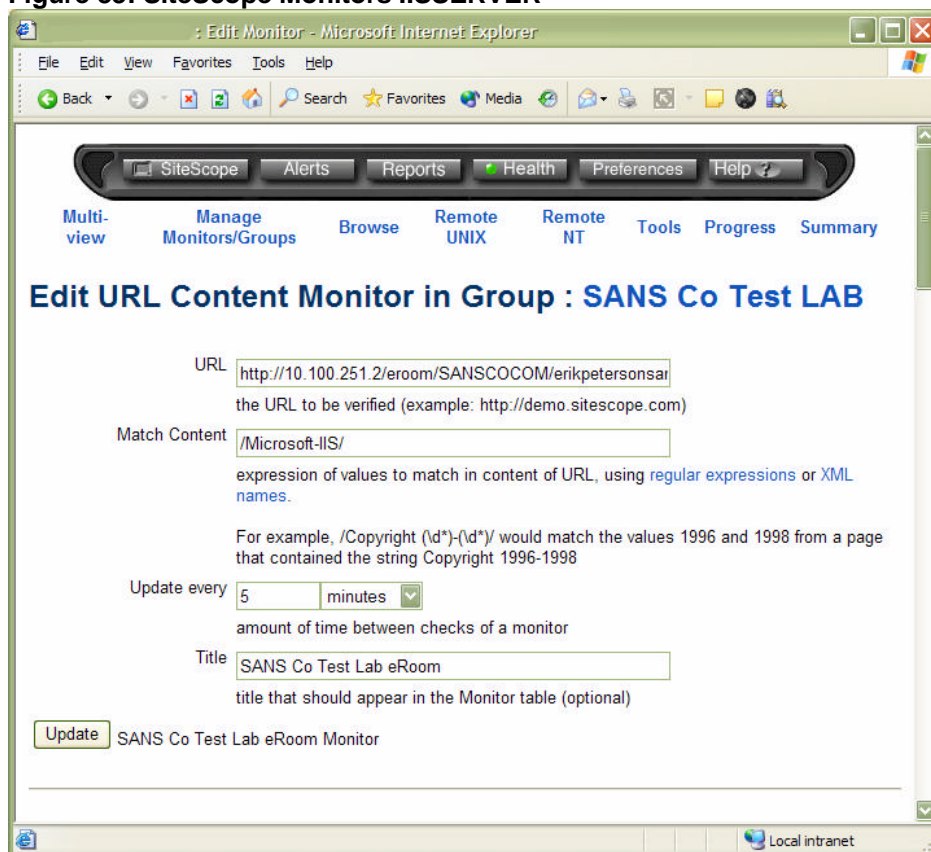 : Edit Monitor - Microsoft Internet Explorer
File Edit View Favorites Tools Help
Back Search Favorites Media
SiteScope Alerts Reports Health Preferences Help ?
Multi-view Manage Monitors/Groups Browse Remote UNIX Remote NT Tools Progress Summary
Edit URL Content Monitor in Group : SANS Co Test LAB
URL http://10.100.251.2/eroom/SANSCOCOM/erikpetersonsan
the URL to be verified (example: http://demo.sitescope.com)
Match Content /Microsoft-IIS/
expression of values to match in content of URL, using regular expressions or XML
names.
For example, /Copyright (\d*)-(\d*)/ would match the values 1996 and 1998 from a page
that contained the string Copyright 1996-1998
Update every 5 minutes
amount of time between checks of a monitor
Title SANS Co Test Lab eRoom
title that should appear in the Monitor table (optional)
Update SANS Co Test Lab eRoom Monitor
Local intranet